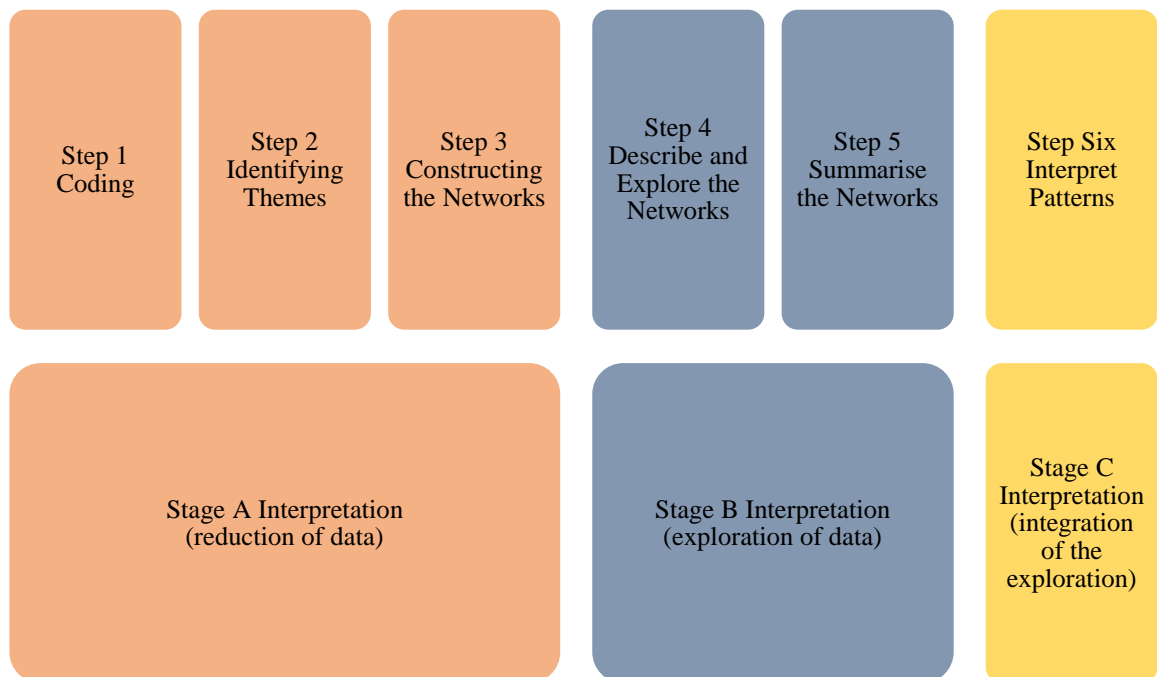 Step 1
Coding
Step 2
Identifying
Themes
Step 3
Constructing
the Networks
Step 4
Describe and
Explore the
Networks
Step 5
Summarise
the Networks
Step Six
Interpret
Patterns
Stage A Interpretation
(reduction of data)
Stage B Interpretation
(exploration of data)
Stage C
Interpretation
(integration
of the
exploration)